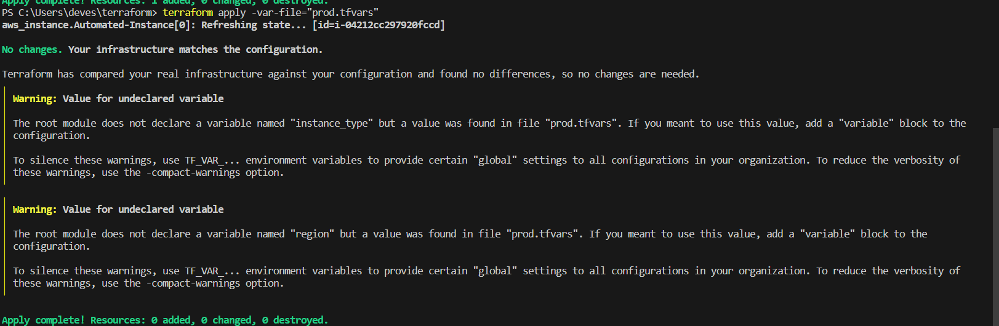 Apply complete! Resources: 1 added, 0 changed, 0 destroyed.
PS C:\Users\deves\terraform> terraform apply -var-file="prod.tfvars"
aws_instance.Automated-Instance[0]: Refreshing state... [id=i-04212cc297920fccd]
No changes. Your infrastructure matches the configuration.
Terraform has compared your real infrastructure against your configuration and found no differences, so no changes are needed.
Warning: Value for undeclared variable
The root module does not declare a variable named "instance_type" but a value was found in file "prod.tfvars". If you meant to use this value, add a "variable" block to the
configuration.
To silence these warnings, use TF_VAR_... environment variables to provide certain "global" settings to all configurations in your organization. To reduce the verbosity of
these warnings, use the -compact-warnings option.
Warning: Value for undeclared variable
The root module does not declare a variable named "region" but a value was found in file "prod.tfvars". If you meant to use this value, add a "variable" block to the
configuration.
To silence these warnings, use TF_VAR_... environment variables to provide certain "global" settings to all configurations in your organization. To reduce the verbosity of
these warnings, use the -compact-warnings option.
Apply complete! Resources: 0 added, 0 changed, 0 destroyed.